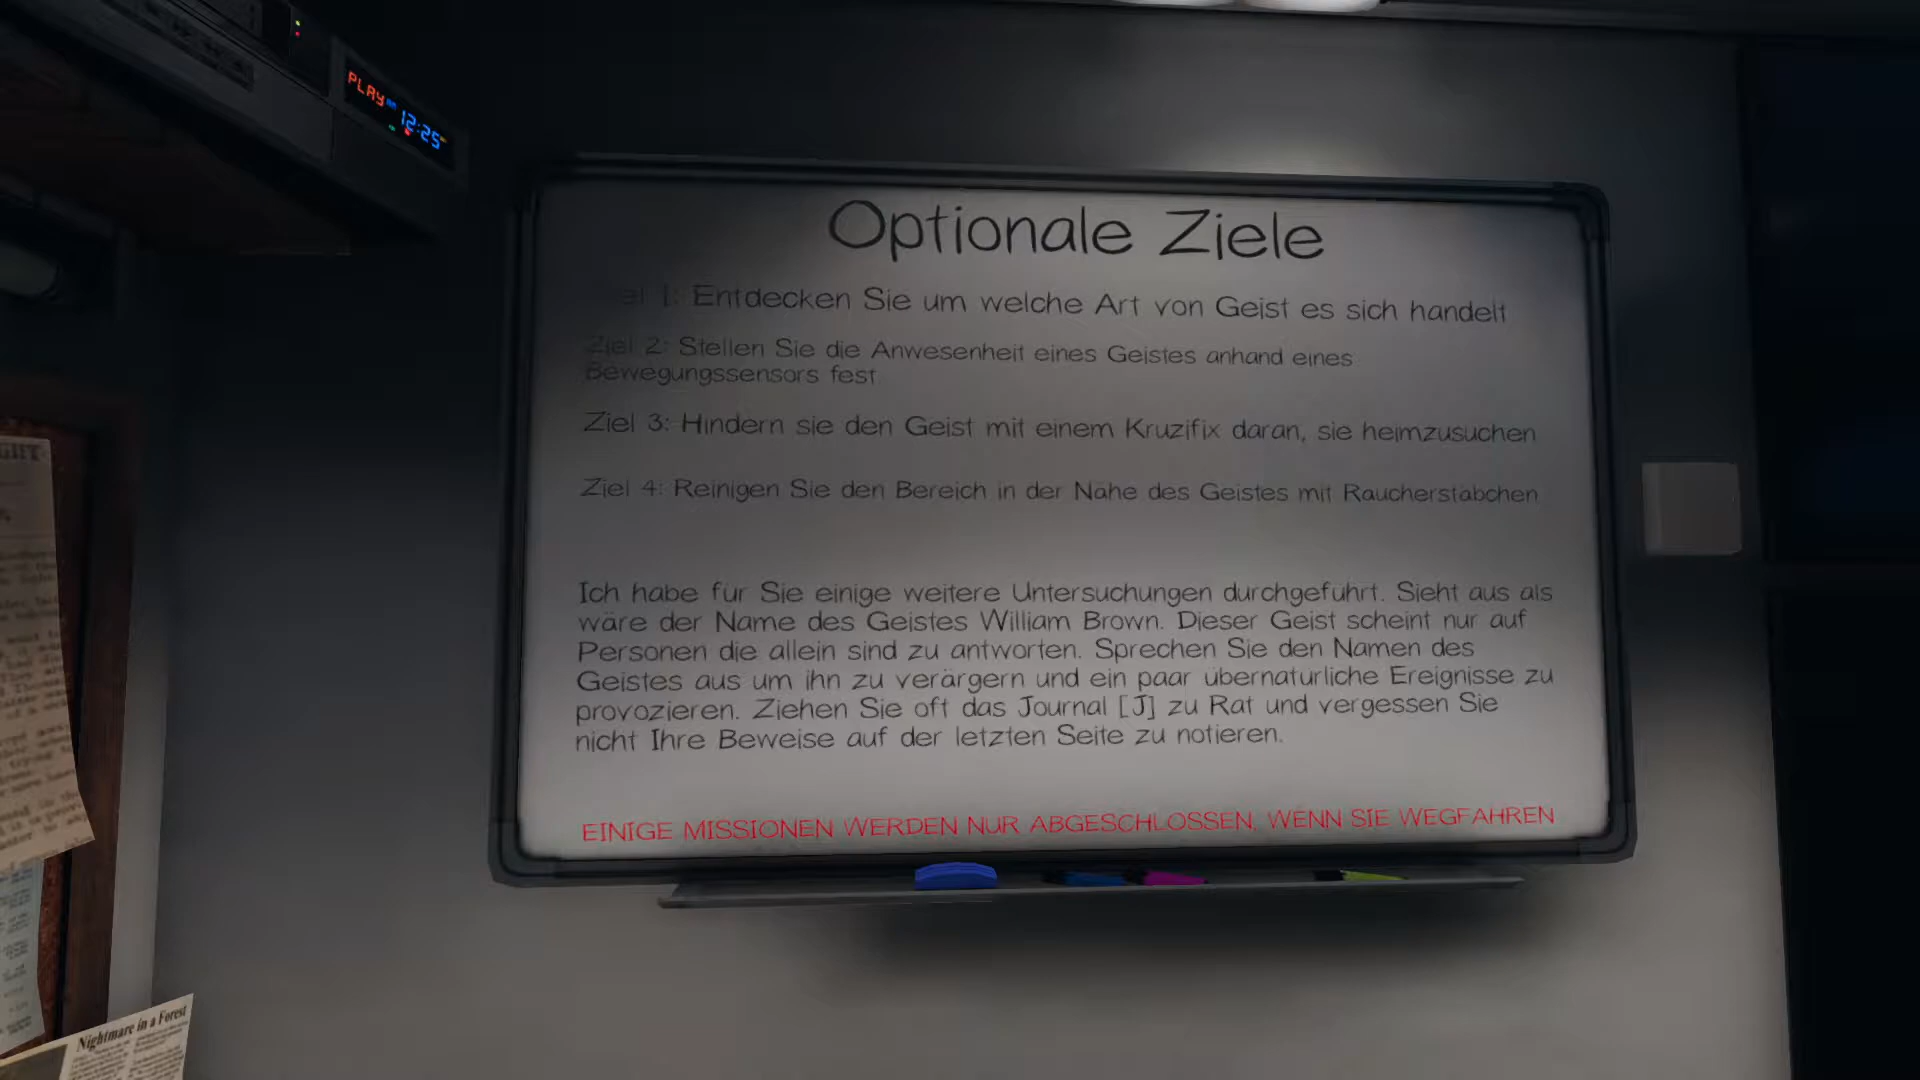 PLAY 12:25
Optionale Ziele
Ziel 1: Entdecken Sie um welche Art von Geist es sich handelt
Ziel 2: Stellen Sie die Anwesenheit eines Geistes anhand eines
Bewegungssensors fest
Ziel 3: Hindern sie den Geist mit einem Kruzifix daran, sie heimzusuchen
Ziel 4: Reinigen Sie den Bereich in der Nahe des Geistes mit Raucherstabchen
Ich habe fur Sie einige weitere Untersuchungen durchgefuhrt. Sieht aus als
wäre der Name des Geistes William Brown. Dieser Geist scheint nur auf
Personen die allein sind zu antworten. Sprechen Sie den Namen des
Geistes aus um ihn zu verärgern und ein paar übernaturliche Ereignisse zu
provozieren. Ziehen Sie oft das Journal [J] zu Rat und vergessen Sie
nicht Ihre Beweise auf der letzten Seite zu notieren.
EINIGE MISSIONEN WERDEN NUR ABGESCHLOSSEN, WENN SIE WEGFAHREN
Nightmare in a Forest